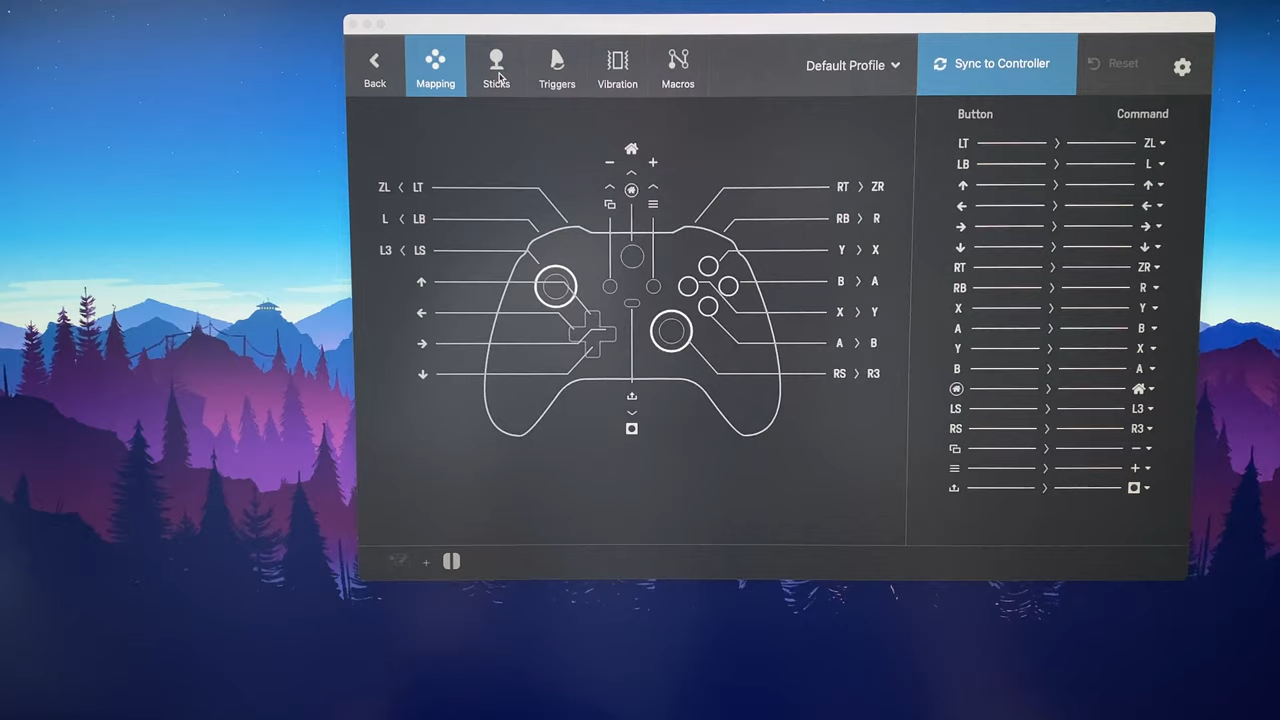 Back
Mapping
Sticks
Triggers
Vibration
Macros
Default Profile
Sync to Controller
Reset
Button
Command
ZL < LT
L < LB
L3 < LS
RT > ZR
RB > R
Y > X
B > A
X > Y
A > B
RS > R3
LT > ZL
LB > L
↑ > ↑
← > ←
→ > →
↓ > ↓
RT > ZR
RB > R
X > Y
A > B
Y > X
B > A
LS > L3
RS > R3